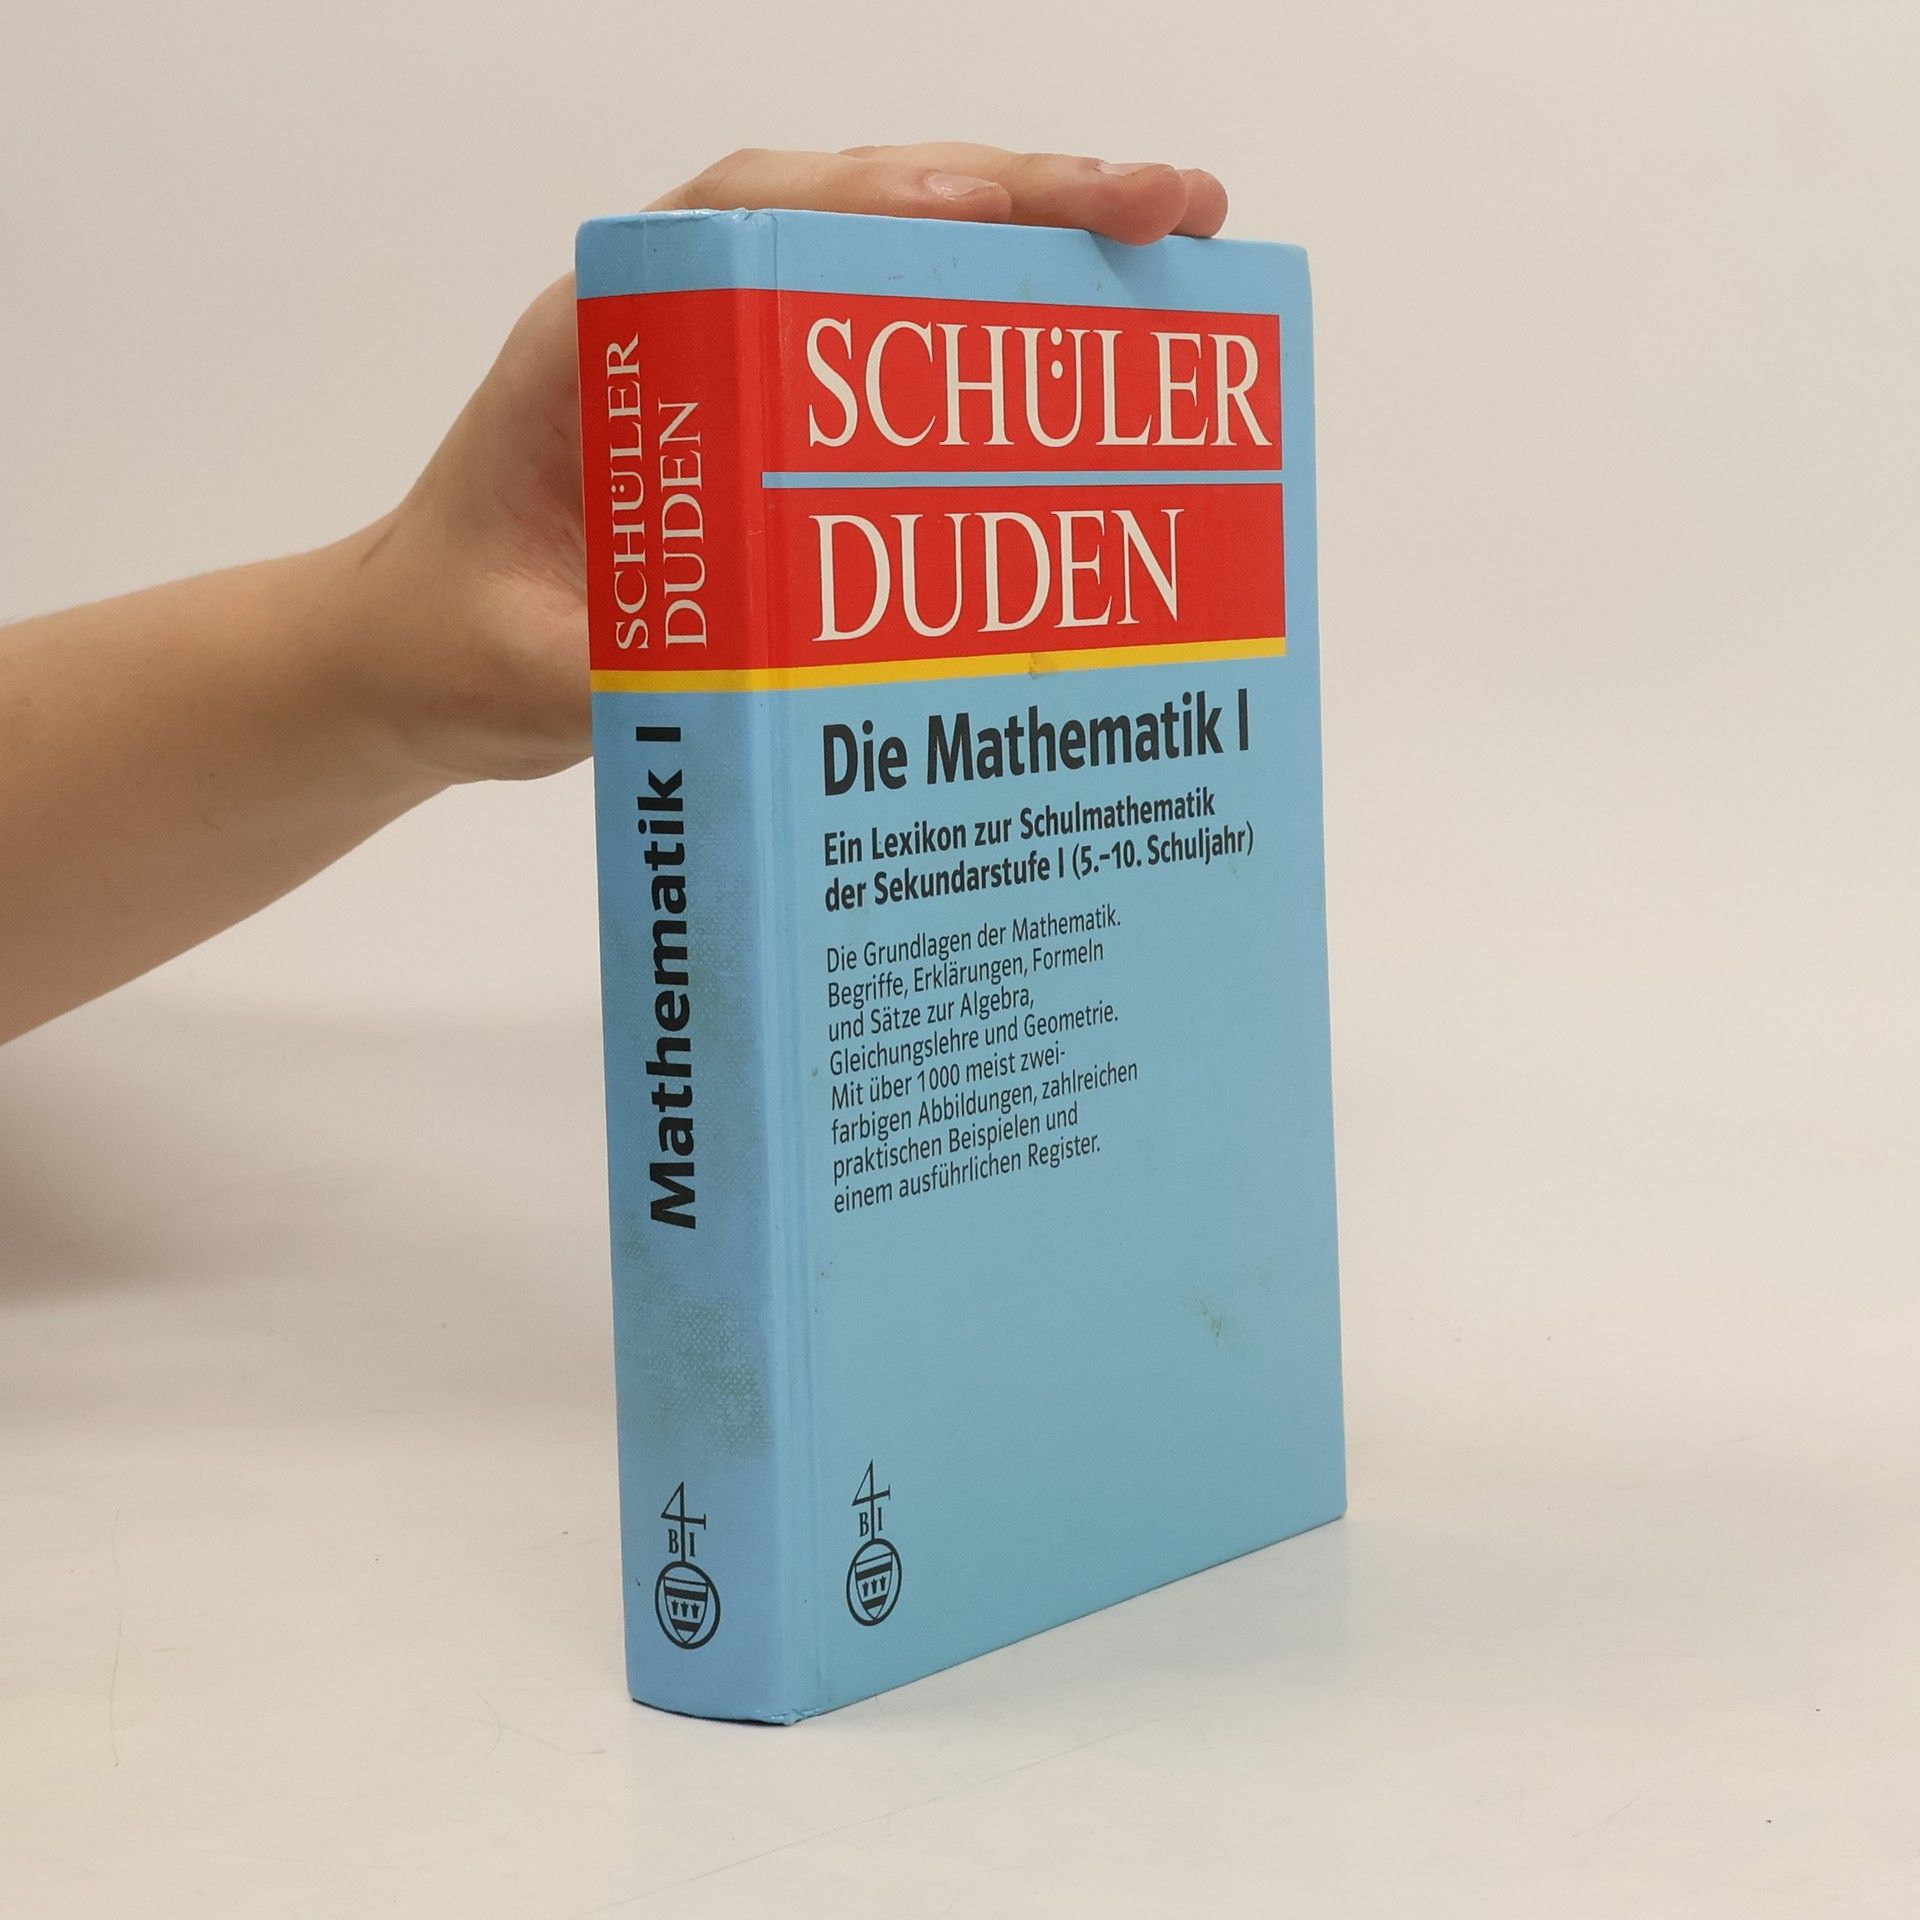 SCHÜLER
DUDEN
Mathematik I
B I
SCHÜLER
DUDEN
Die Mathematik I
Ein Lexikon zur Schulmathematik
der Sekundarstufe I (5.–10. Schuljahr)
Die Grundlagen der Mathematik.
Begriffe, Erklärungen, Formeln
und Sätze zur Algebra,
Gleichungslehre und Geometrie.
Mit über 1000 meist zwei-
farbigen Abbildungen, zahlreichen
praktischen Beispielen und
einem ausführlichen Register.
B I